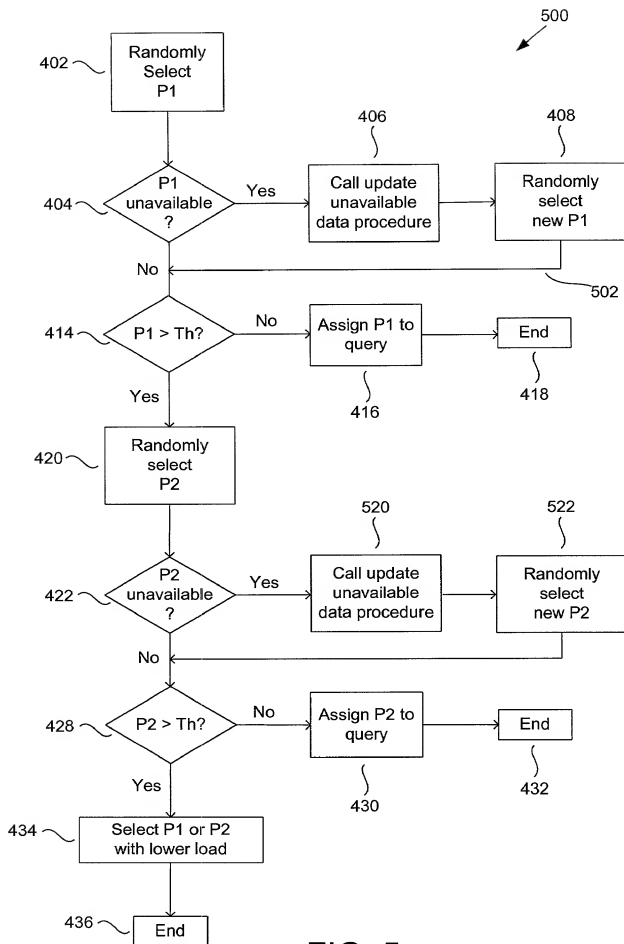 500
402
Randomly
Select
P1
406
408
404
P1
unavailable
?
Yes
Call update
unavailable
data procedure
Randomly
select
new P1
No
502
414
P1 > Th?
No
Assign P1 to
query
End
416
418
Yes
420
Randomly
select
P2
520
522
422
P2
unavailable
?
Yes
Call update
unavailable
data procedure
Randomly
select
new P2
No
428
P2 > Th?
No
Assign P2 to
query
End
430
432
Yes
434
Select P1 or P2
with lower load
436
End